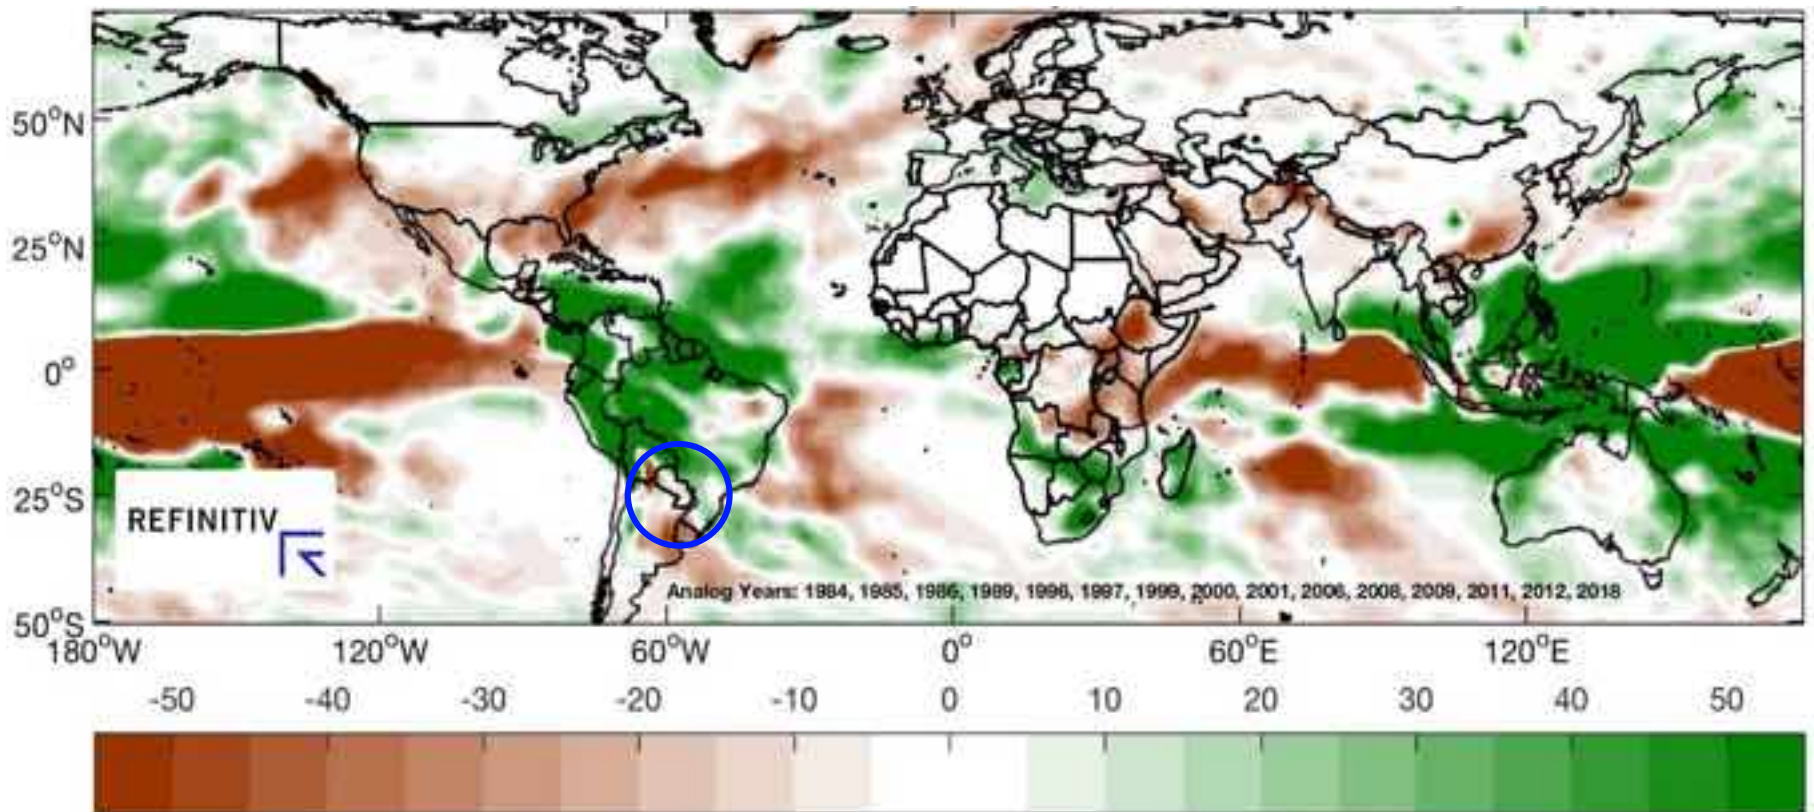 50°N
25°N
0°
25°S
50°S
REFINITIV
Analog Years: 1984, 1985, 1986, 1989, 1996, 1997, 1999, 2000, 2001, 2006, 2008, 2009, 2011, 2012, 2018
180°W 120°W 60°W 0° 60°E 120°E
-50 -40 -30 -20 -10 0 10 20 30 40 50